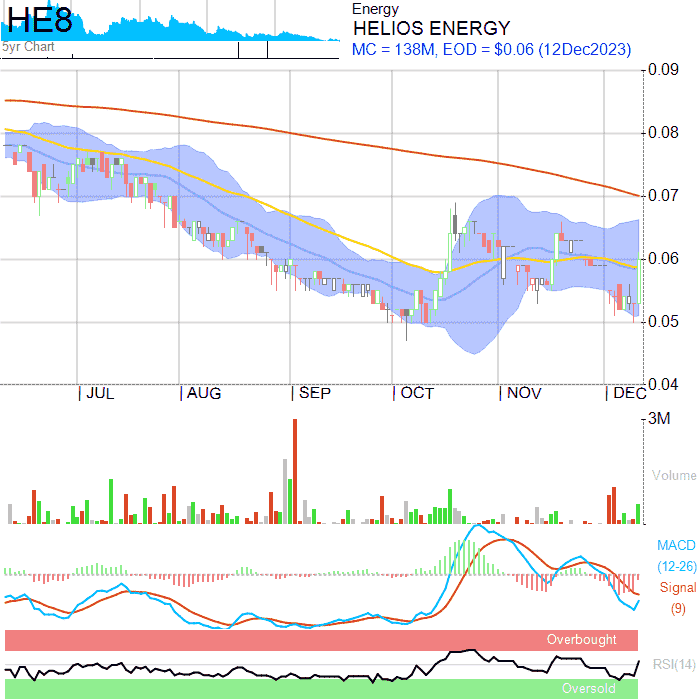 HE8
5yr Chart
Energy
HELIOS ENERGY
MC = 138M, EOD = $0.06 (12Dec2023)
0.09
0.08
0.07
0.06
0.05
0.04
JUL AUG SEP OCT NOV DEC
3M
Volume
MACD
(12-26)
Signal
(9)
Overbought
RSI(14)
Oversold